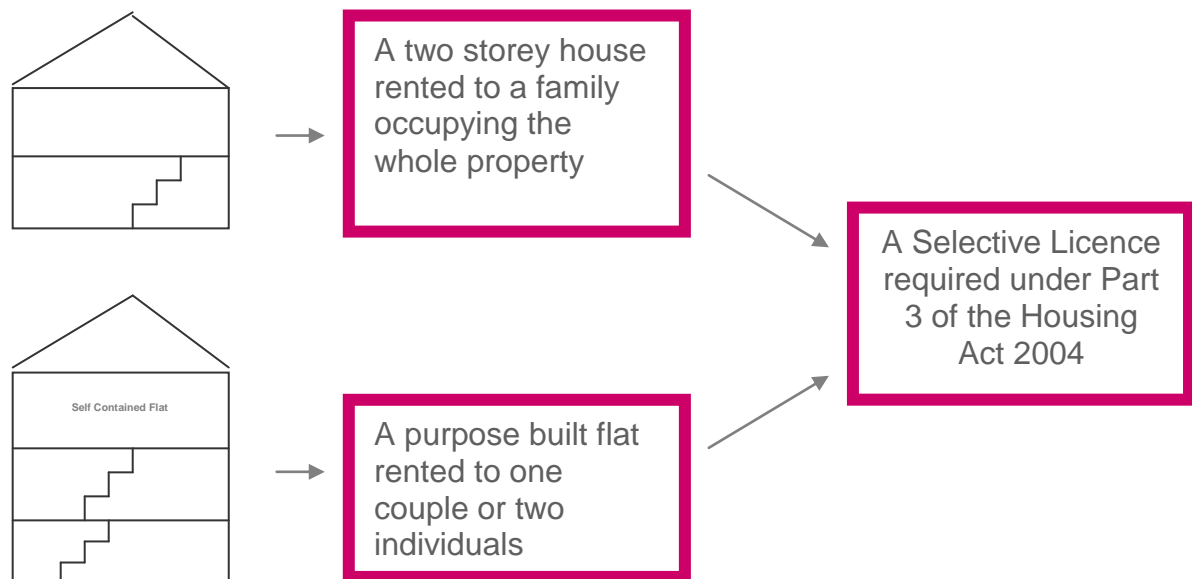 A two storey house
rented to a family
occupying the
whole property
A Selective Licence
required under Part
3 of the Housing
Act 2004
Self Contained Flat
A purpose built flat
rented to one
couple or two
individuals